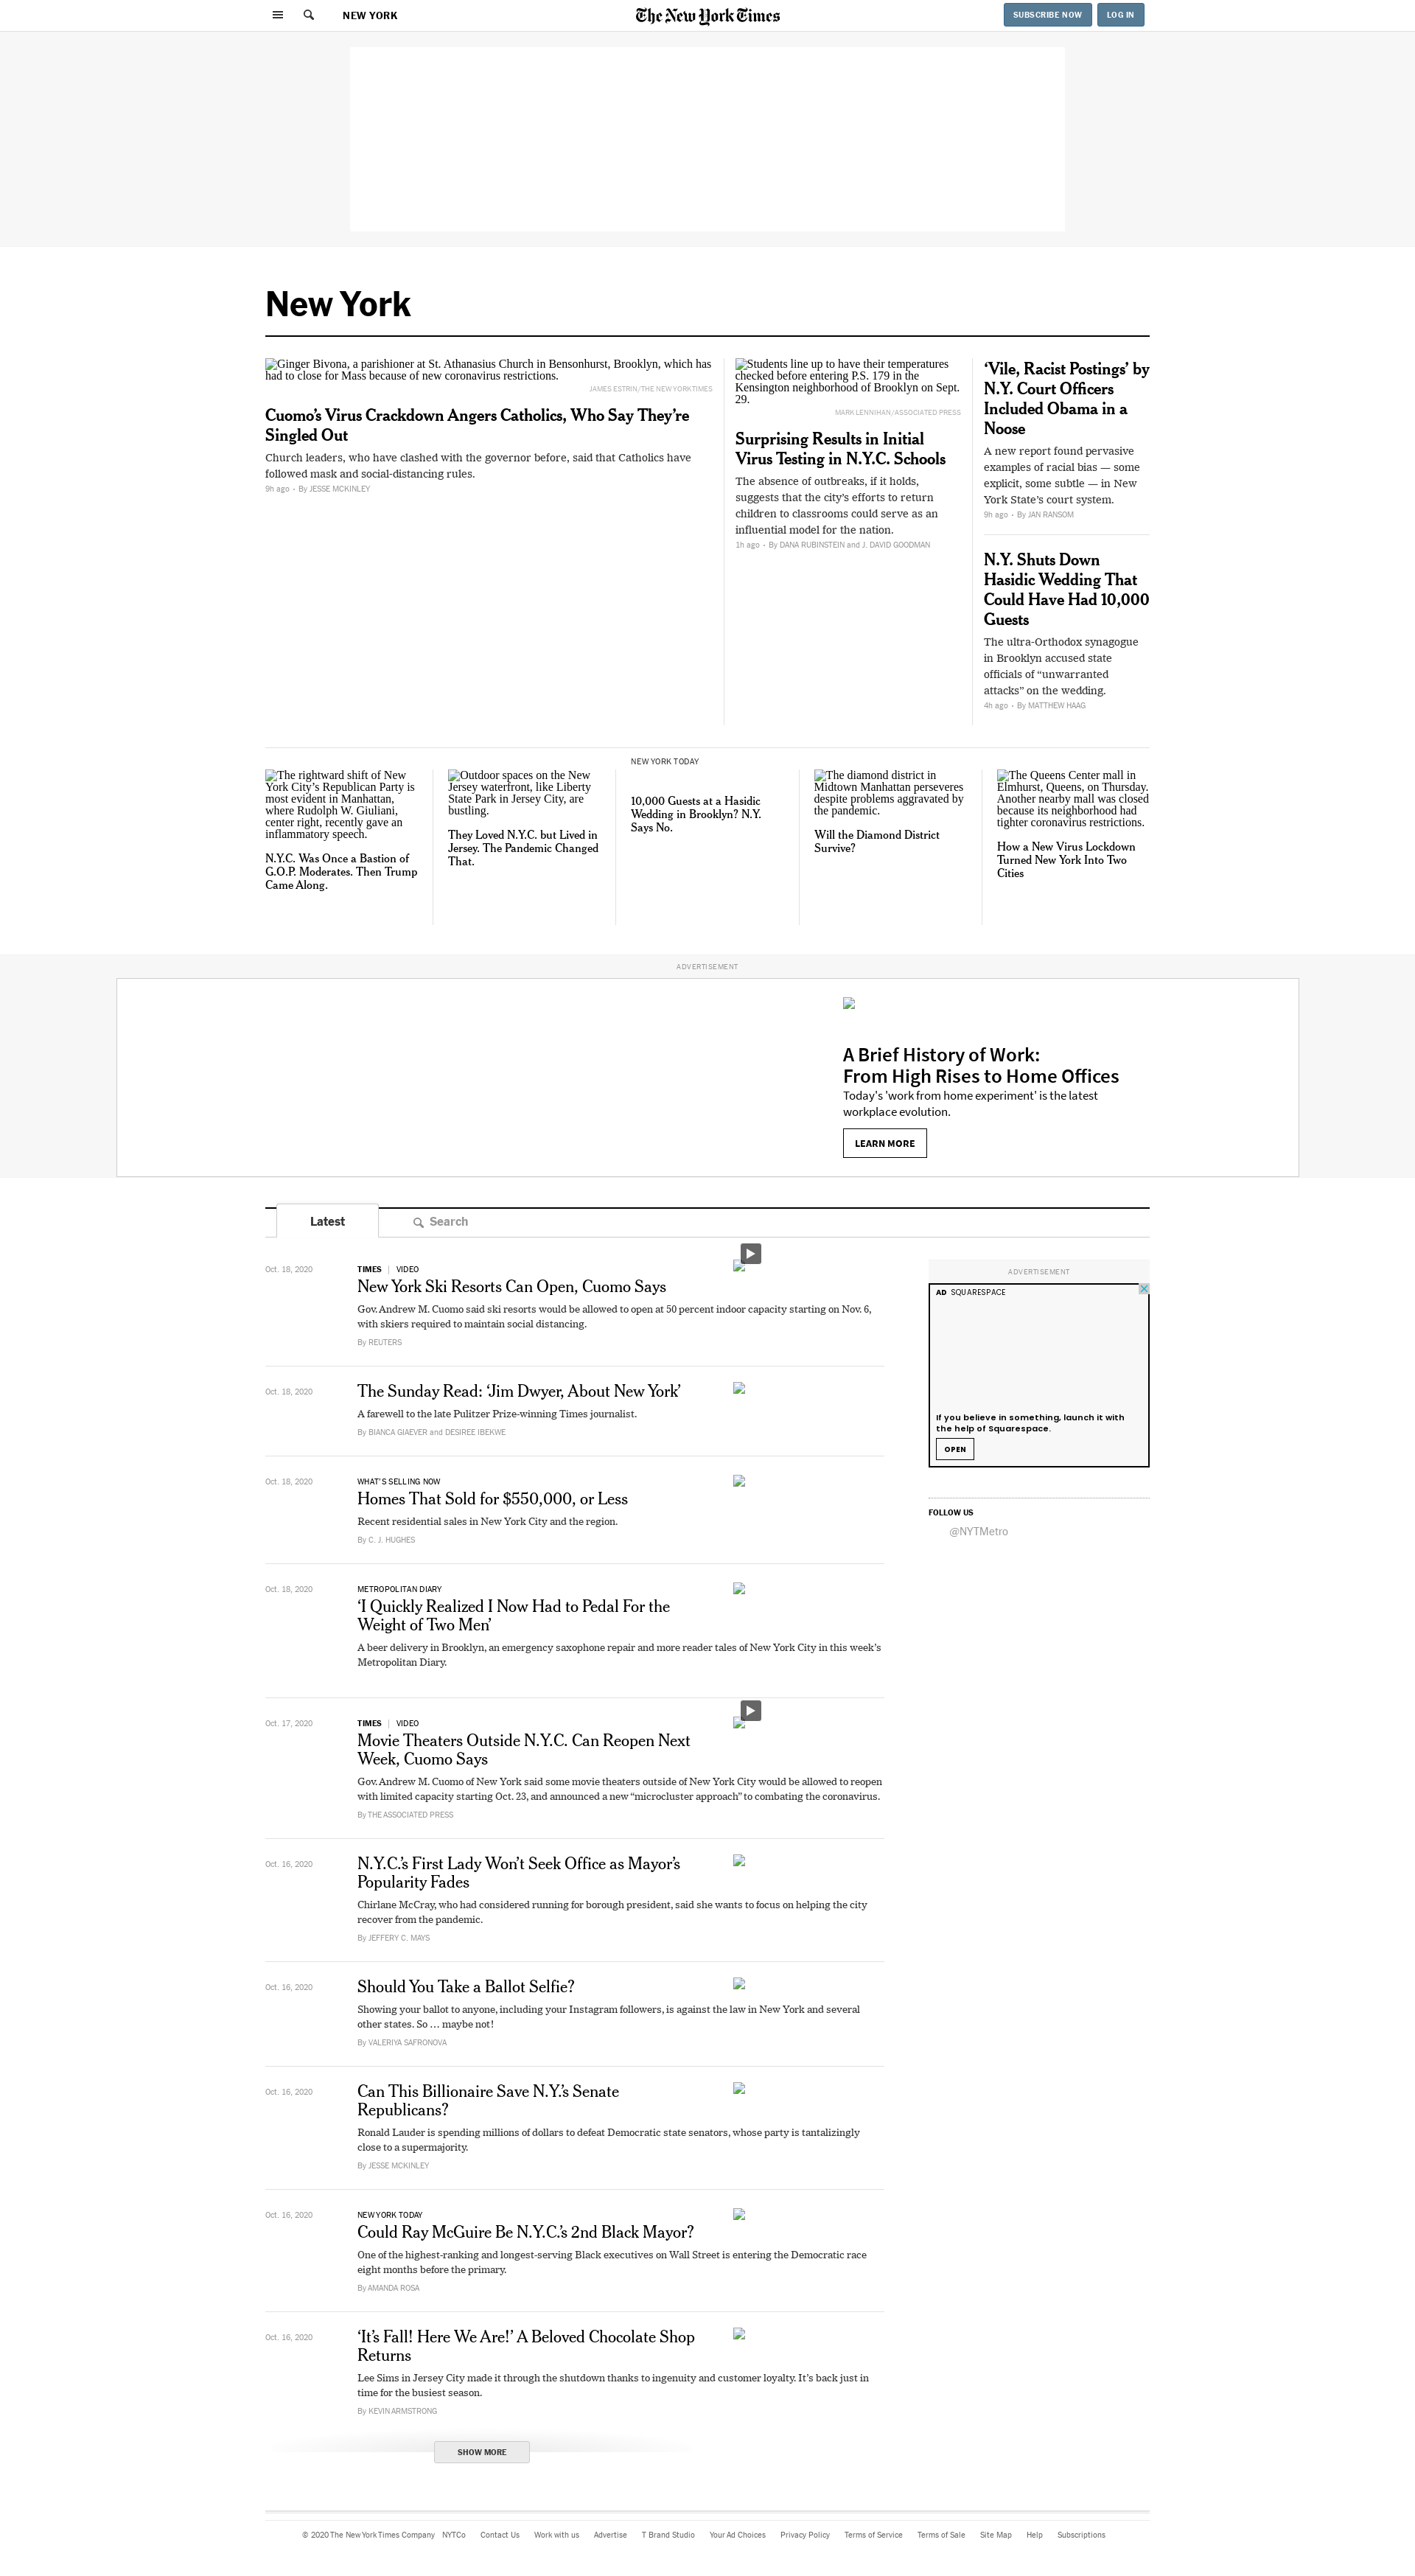 NEW YORK
The New York Times
SUBSCRIBE NOW
LOG IN
New York
Ginger Bivona, a parishioner at St. Athanasius Church in Bensonhurst, Brooklyn, which has
had to close for Mass because of new coronavirus restrictions.
JAMES ESTRIN/THE NEW YORK TIMES
Cuomo’s Virus Crackdown Angers Catholics, Who Say They’re
Singled Out
Church leaders, who have clashed with the governor before, said that Catholics have
followed mask and social-distancing rules.
9h ago • By JESSE MCKINLEY
Students line up to have their temperatures
checked before entering P.S. 179 in the
Kensington neighborhood of Brooklyn on Sept.
29.
MARK LENNIHAN/ASSOCIATED PRESS
Surprising Results in Initial
Virus Testing in N.Y.C. Schools
The absence of outbreaks, if it holds,
suggests that the city’s efforts to return
children to classrooms could serve as an
influential model for the nation.
1h ago • By DANA RUBINSTEIN and J. DAVID GOODMAN
‘Vile, Racist Postings’ by
N.Y. Court Officers
Included Obama in a
Noose
A new report found pervasive
examples of racial bias — some
explicit, some subtle — in New
York State’s court system.
9h ago • By JAN RANSOM
N.Y. Shuts Down
Hasidic Wedding That
Could Have Had 10,000
Guests
The ultra-Orthodox synagogue
in Brooklyn accused state
officials of “unwarranted
attacks” on the wedding.
4h ago • By MATTHEW HAAG
The rightward shift of New
York City’s Republican Party is
most evident in Manhattan,
where Rudolph W. Giuliani,
center right, recently gave an
inflammatory speech.
N.Y.C. Was Once a Bastion of
G.O.P. Moderates. Then Trump
Came Along.
Outdoor spaces on the New
Jersey waterfront, like Liberty
State Park in Jersey City, are
bustling.
They Loved N.Y.C. but Lived in
Jersey. The Pandemic Changed
That.
NEW YORK TODAY
10,000 Guests at a Hasidic
Wedding in Brooklyn? N.Y.
Says No.
The diamond district in
Midtown Manhattan perseveres
despite problems aggravated by
the pandemic.
Will the Diamond District
Survive?
The Queens Center mall in
Elmhurst, Queens, on Thursday.
Another nearby mall was closed
because its neighborhood had
tighter coronavirus restrictions.
How a New Virus Lockdown
Turned New York Into Two
Cities
ADVERTISEMENT
A Brief History of Work:
From High Rises to Home Offices
Today's 'work from home experiment' is the latest
workplace evolution.
LEARN MORE
Latest
Search
Oct. 18, 2020
TIMES | VIDEO
New York Ski Resorts Can Open, Cuomo Says
Gov. Andrew M. Cuomo said ski resorts would be allowed to open at 50 percent indoor capacity starting on Nov. 6,
with skiers required to maintain social distancing.
By REUTERS
Oct. 18, 2020
The Sunday Read: ‘Jim Dwyer, About New York’
A farewell to the late Pulitzer Prize-winning Times journalist.
By BIANCA GIAEVER and DESIREE IBEKWE
Oct. 18, 2020
WHAT’S SELLING NOW
Homes That Sold for $550,000, or Less
Recent residential sales in New York City and the region.
By C. J. HUGHES
Oct. 18, 2020
METROPOLITAN DIARY
‘I Quickly Realized I Now Had to Pedal For the
Weight of Two Men’
A beer delivery in Brooklyn, an emergency saxophone repair and more reader tales of New York City in this week’s
Metropolitan Diary.
Oct. 17, 2020
TIMES | VIDEO
Movie Theaters Outside N.Y.C. Can Reopen Next
Week, Cuomo Says
Gov. Andrew M. Cuomo of New York said some movie theaters outside of New York City would be allowed to reopen
with limited capacity starting Oct. 23, and announced a new “microcluster approach” to combating the coronavirus.
By THE ASSOCIATED PRESS
Oct. 16, 2020
N.Y.C.’s First Lady Won’t Seek Office as Mayor’s
Popularity Fades
Chirlane McCray, who had considered running for borough president, said she wants to focus on helping the city
recover from the pandemic.
By JEFFERY C. MAYS
Oct. 16, 2020
Should You Take a Ballot Selfie?
Showing your ballot to anyone, including your Instagram followers, is against the law in New York and several
other states. So … maybe not!
By VALERIYA SAFRONOVA
Oct. 16, 2020
Can This Billionaire Save N.Y.’s Senate
Republicans?
Ronald Lauder is spending millions of dollars to defeat Democratic state senators, whose party is tantalizingly
close to a supermajority.
By JESSE MCKINLEY
Oct. 16, 2020
NEW YORK TODAY
Could Ray McGuire Be N.Y.C.’s 2nd Black Mayor?
One of the highest-ranking and longest-serving Black executives on Wall Street is entering the Democratic race
eight months before the primary.
By AMANDA ROSA
Oct. 16, 2020
‘It’s Fall! Here We Are!’ A Beloved Chocolate Shop
Returns
Lee Sims in Jersey City made it through the shutdown thanks to ingenuity and customer loyalty. It’s back just in
time for the busiest season.
By KEVIN ARMSTRONG
SHOW MORE
ADVERTISEMENT
AD SQUARESPACE
If you believe in something, launch it with
the help of Squarespace.
OPEN
FOLLOW US
@NYTMetro
© 2020 The New York Times Company NYTCo Contact Us Work with us Advertise T Brand Studio Your Ad Choices Privacy Policy Terms of Service Terms of Sale Site Map Help Subscriptions